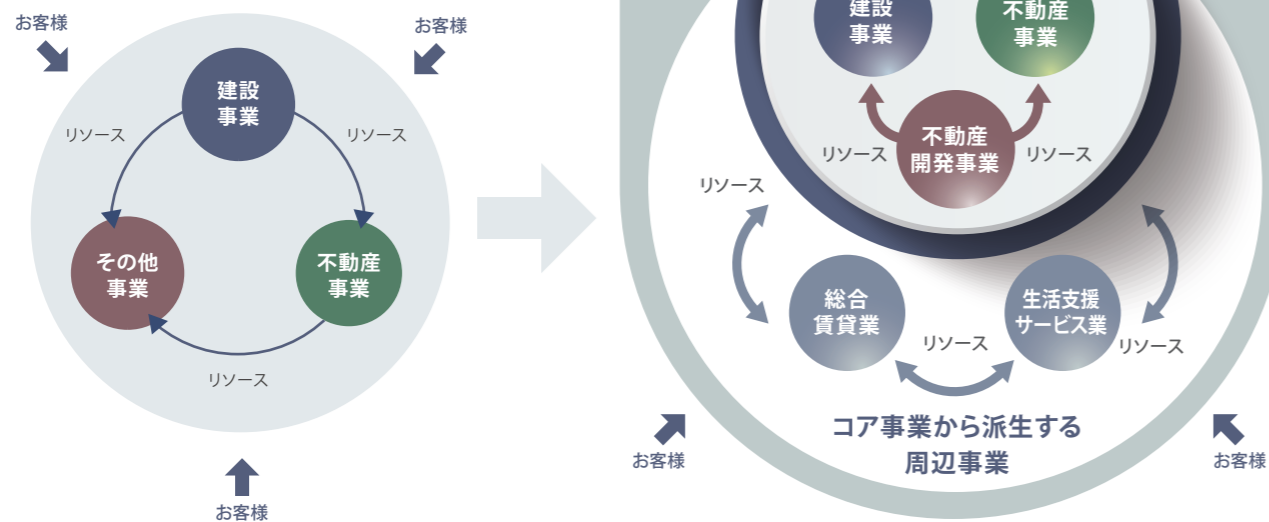 お客様
お客様
建設
事業
リソース
リソース
その他
事業
不動産
事業
リソース
お客様
建設
事業
不動産
事業
不動産
開発事業
リソース
リソース
リソース
総合
賃貸業
生活支援
サービス業
リソース
リソース
コア事業から派生する
周辺事業
お客様
お客様